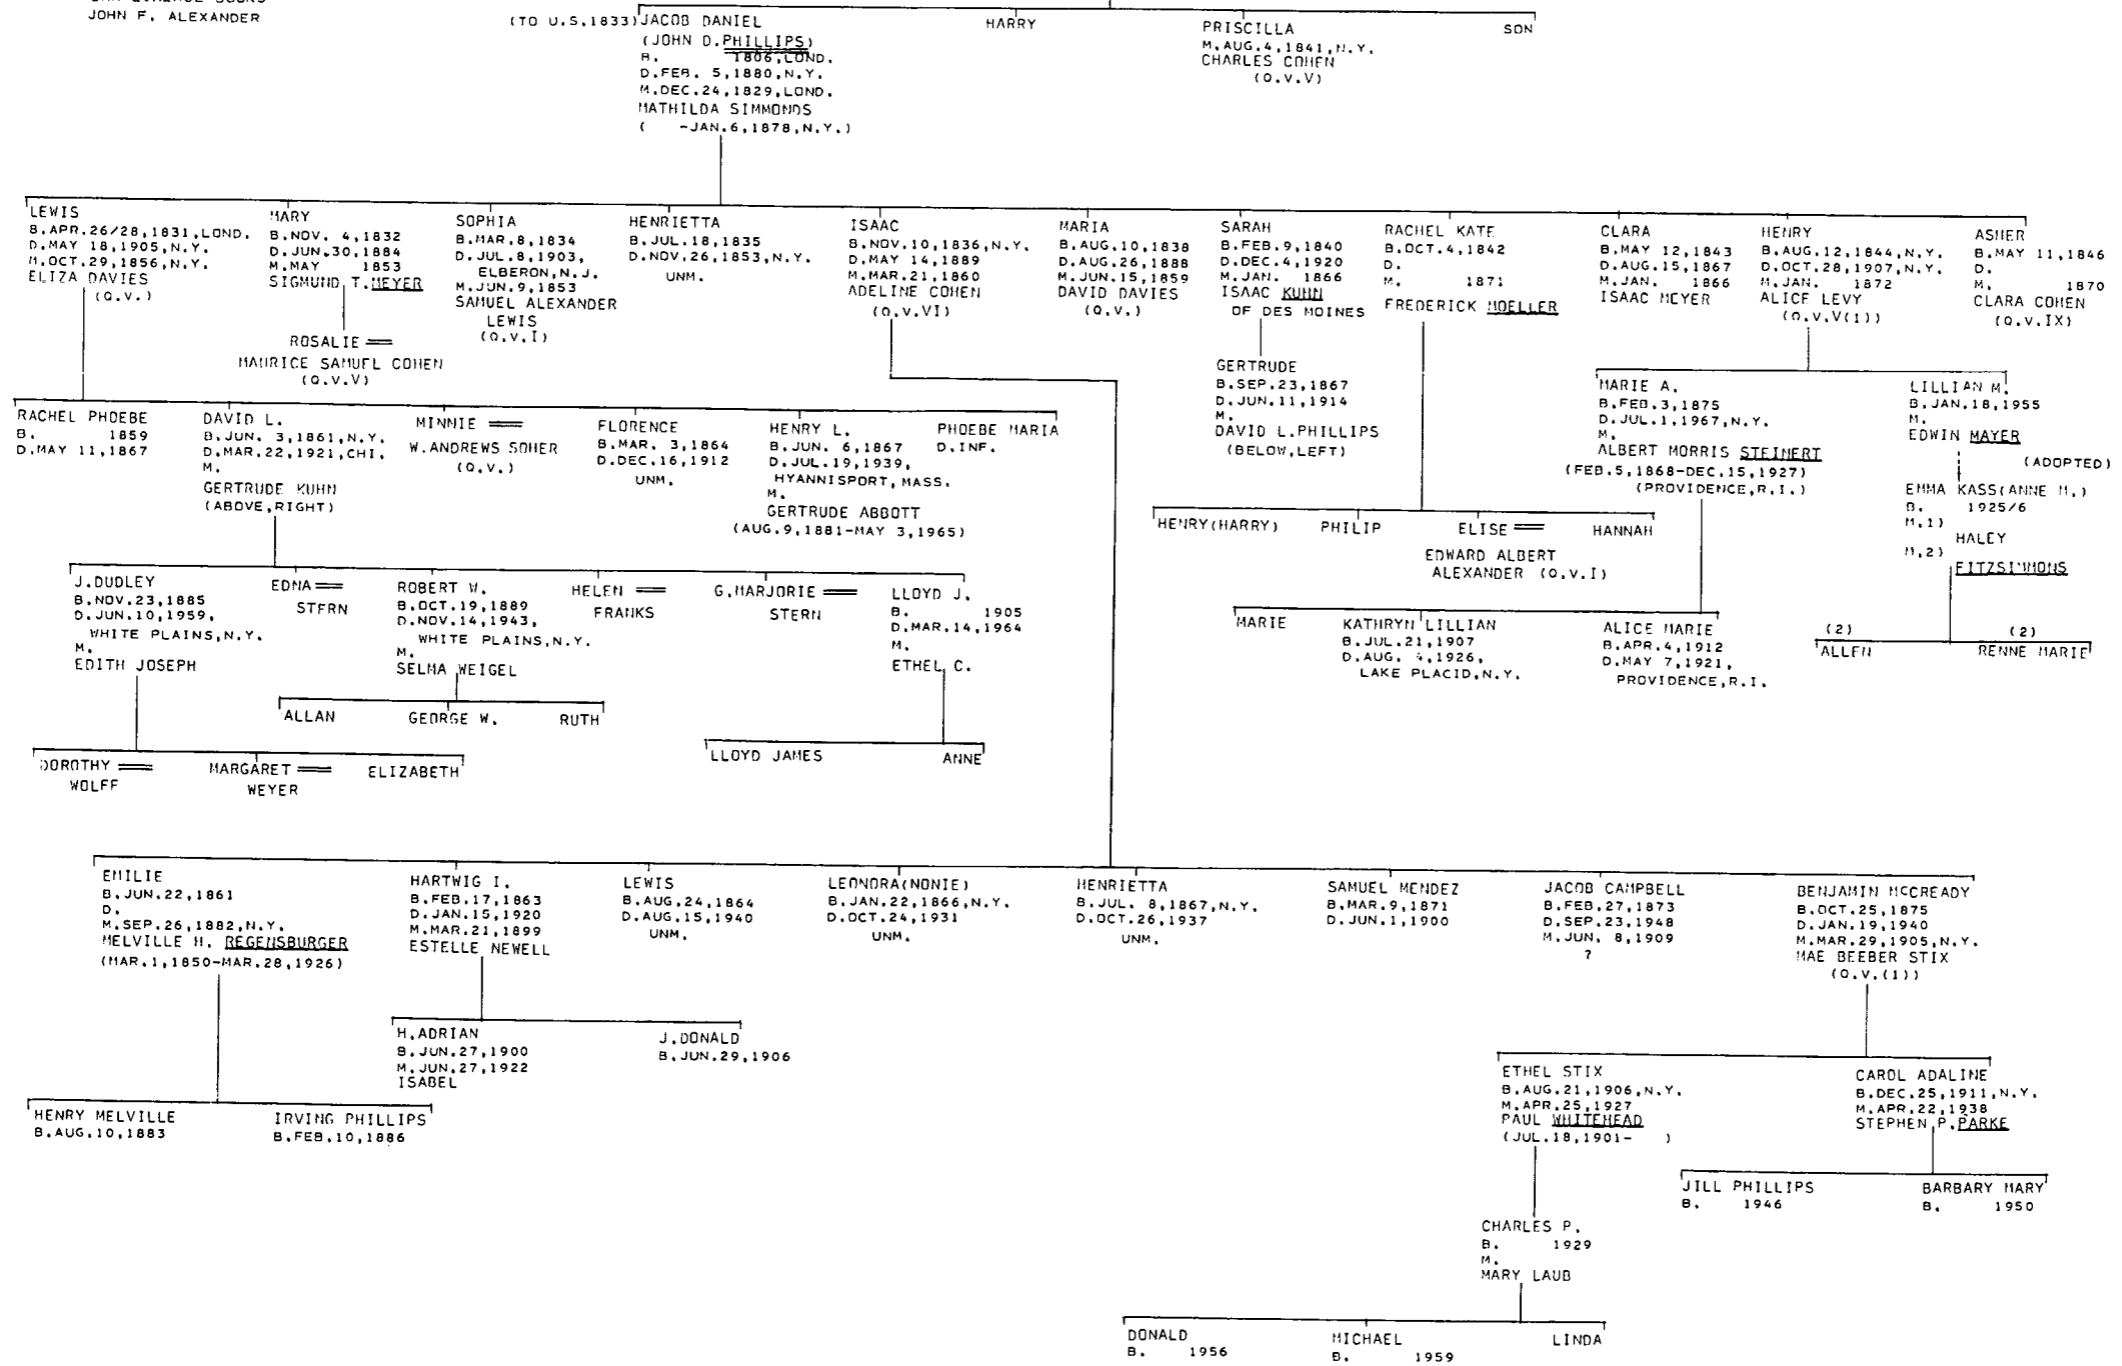 JOHN F. ALEXANDER
(TO U.S,1833)
JACOB DANIEL
(JOHN D.PHILLIPS)
B. 1806,LOND.
D.FEB. 5,1880,N.Y.
M.DEC.24,1829,LOND.
MATHILDA SIMMONDS
( -JAN.6,1878,N.Y.)
HARRY
PRISCILLA
M.AUG.4,1841,N.Y.
CHARLES COHEN
(Q.V.V)
SON
LEWIS
B.APR.26/28,1831,LOND.
D.MAY 18,1905,N.Y.
M.OCT.29,1856,N.Y.
ELIZA DAVIES
(Q.V.)
MARY
B.NOV. 4,1832
D.JUN.30,1884
M.MAY 1853
SIGMUND T.MEYER
ROSALIE
MAURICE SAMUEL COHEN
(Q.V.V)
SOPHIA
B.MAR.8,1834
D.JUL.8,1903,
ELBERON,N.J.
M.JUN.9,1853
SAMUEL ALEXANDER
LEWIS
(Q.V.I)
HENRIETTA
B.JUL.18,1835
D.NOV.26,1853,N.Y.
UNM.
ISAAC
B.NOV.10,1836,N.Y.
D.MAY 14,1889
M.MAR.21,1860
ADELINE COHEN
(Q.V.VI)
MARIA
B.AUG.10,1838
D.AUG.26,1888
M.JUN.15,1859
DAVID DAVIES
(Q.V.)
SARAH
B.FEB.9,1840
D.DEC.4,1920
M.JAN. 1866
ISAAC KUHN
OF DES MOINES
GERTRUDE
B.SEP.23,1867
D.JUN.11,1914
M.
DAVID L.PHILLIPS
(BELOW,LEFT)
RACHEL KATE
B.OCT.4,1842
D.
M. 1871
FREDERICK MOELLER
CLARA
B.MAY 12,1843
D.AUG.15,1867
M.JAN. 1866
ISAAC MEYER
HENRY
B.AUG.12,1844,N.Y.
D.OCT.28,1907,N.Y.
M.JAN. 1872
ALICE LEVY
(Q.V.V(1))
ASHER
B.MAY 11,1846
D.
M. 1870
CLARA COHEN
(Q.V.IX)
RACHEL PHOEBE
B. 1859
D.MAY 11,1867
DAVID L.
B.JUN. 3,1861,N.Y.
D.MAR.22,1921,CHI.
M.
GERTRUDE KUHN
(ABOVE,RIGHT)
MINNIE
W.ANDREWS SOHER
(Q.V.)
FLORENCE
B.MAR. 3,1864
D.DEC.16,1912
UNM.
HENRY L.
B.JUN. 6,1867
D.JUL.19,1939,
HYANNISPORT,MASS.
M.
GERTRUDE ABBOTT
(AUG.9,1881-MAY 3,1965)
PHOEBE MARIA
D.INF.
MARIE A.
B.FEB.3,1875
D.JUL.1,1967,N.Y.
M.
ALBERT MORRIS STEINERT
(FEB.5,1868-DEC.15,1927)
(PROVIDENCE,R.I.)
LILLIAN M.
B.JAN.18,1955
M.
EDWIN MAYER
(ADOPTED)
EMMA KASS(ANNE M.)
B. 1925/6
M.1)
HALEY
M.2)
FITZSIMMONS
HENRY(HARRY)
PHILIP
ELISE
EDWARD ALBERT
ALEXANDER (Q.V.I)
HANNAH
J.DUDLEY
B.NOV.23,1885
D.JUN.10,1959,
WHITE PLAINS,N.Y.
M.
EDITH JOSEPH
EDNA
STERN
ROBERT W.
B.OCT.19,1889
D.NOV.14,1943,
WHITE PLAINS,N.Y.
M.
SELMA WEIGEL
HELEN
FRANKS
G.MARJORIE
STERN
LLOYD J.
B. 1905
D.MAR.14,1964
M.
ETHEL C.
MARIE
KATHRYN LILLIAN
B.JUL.21,1907
D.AUG. 4,1926,
LAKE PLACID,N.Y.
ALICE MARIE
B.APR.4,1912
D.MAY 7,1921,
PROVIDENCE,R.I.
(2)
ALLEN
(2)
RENNE MARIE
ALLAN
GEORGE W.
RUTH
DOROTHY
WOLFF
MARGARET
WEYER
ELIZABETH
LLOYD JAMES
ANNE
EMILIE
B.JUN.22,1861
D.
M.SEP.26,1882,N.Y.
MELVILLE H. REGENSBURGER
(MAR.1,1850-MAR.28,1926)
HARTWIG I.
B.FEB.17,1863
D.JAN.15,1920
M.MAR.21,1899
ESTELLE NEWELL
LEWIS
B.AUG.24,1864
D.AUG.15,1940
UNM.
LEONORA(NONIE)
B.JAN.22,1866,N.Y.
D.OCT.24,1931
UNM.
HENRIETTA
B.JUL. 8,1867,N.Y.
D.OCT.26,1937
UNM.
SAMUEL MENDEZ
B.MAR.9,1871
D.JUN.1,1900
JACOB CAMPBELL
B.FEB.27,1873
D.SEP.23,1948
M.JUN. 8,1909
?
BENJAMIN MCCREADY
B.OCT.25,1875
D.JAN.19,1940
M.MAR.29,1905,N.Y.
MAE BEEBER STIX
(Q.V.(1))
H.ADRIAN
B.JUN.27,1900
M.JUN.27,1922
ISABEL
J.DONALD
B.JUN.29,1906
HENRY MELVILLE
B.AUG.10,1883
IRVING PHILLIPS
B.FEB.10,1886
ETHEL STIX
B.AUG.21,1906,N.Y.
M.APR.25,1927
PAUL WHITEHEAD
(JUL.18,1901- )
CAROL ADALINE
B.DEC.25,1911,N.Y.
M.APR.22,1938
STEPHEN P.PARKE
JILL PHILLIPS
B. 1946
BARBARY MARY
B. 1950
CHARLES P.
B. 1929
M.
MARY LAUB
DONALD
B. 1956
MICHAEL
B. 1959
LINDA